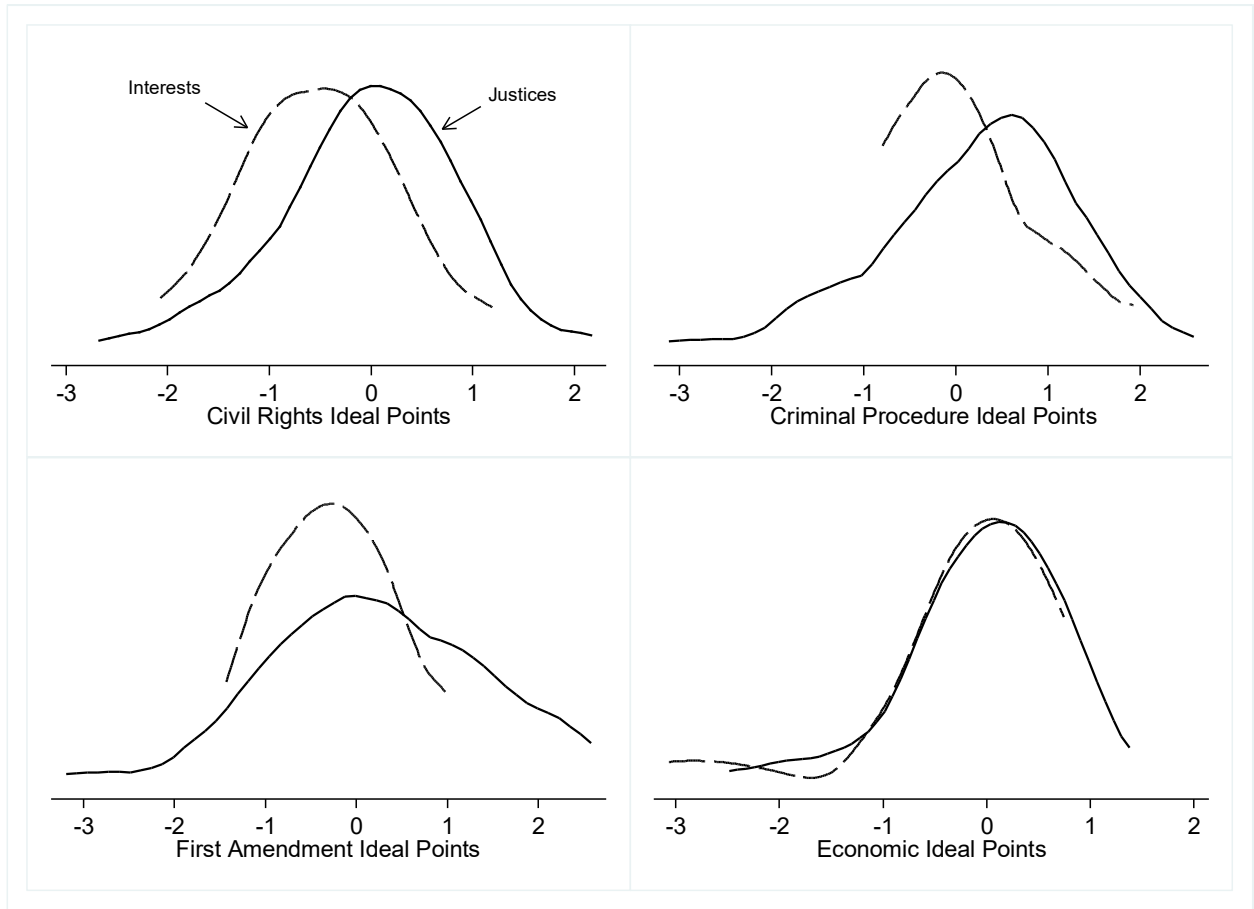 Interests
Justices
-3 -2 -1 0 1 2
Civil Rights Ideal Points
-3 -2 -1 0 1 2
Criminal Procedure Ideal Points
-3 -2 -1 0 1 2
First Amendment Ideal Points
-3 -2 -1 0 1 2
Economic Ideal Points